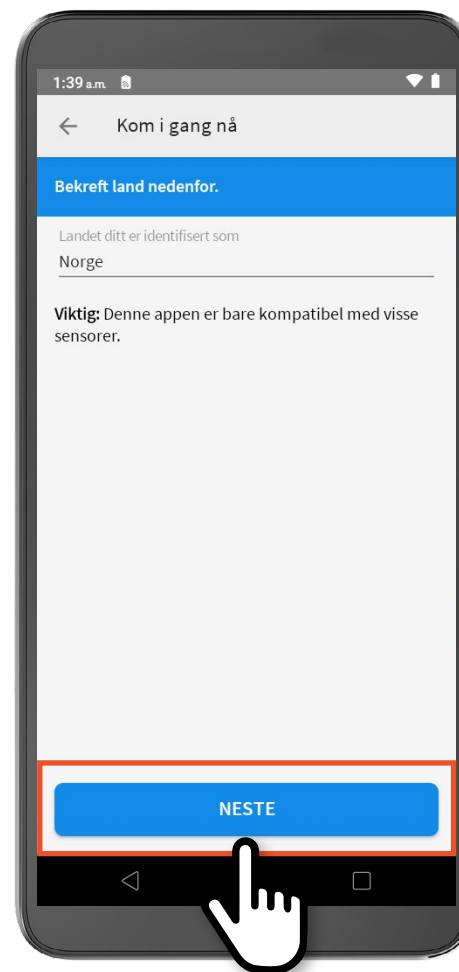 1:39 a.m.
Kom i gang nå
Bekreft land nedenfor.
Landet ditt er identifisert som
Norge
Viktig: Denne appen er bare kompatibel med visse
sensorer.
NESTE